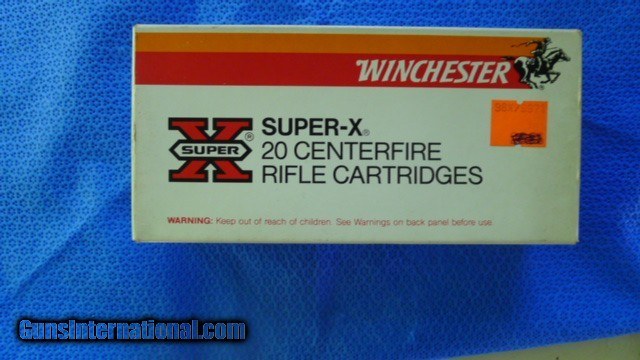 WINCHESTER
X SUPER ®
SUPER-X®
20 CENTERFIRE
RIFLE CARTRIDGES
WARNING: Keep out of reach of children. See Warnings on back panel before use.
GunsInternational.com